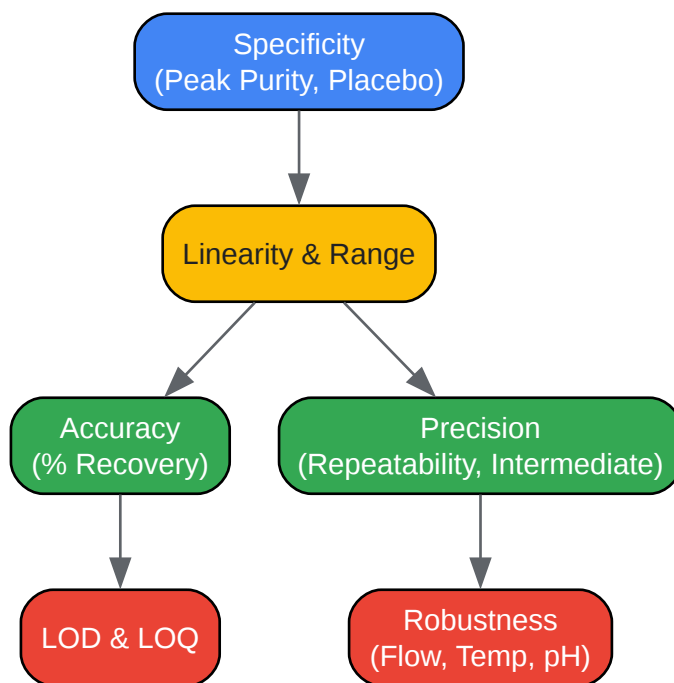 Specificity
(Peak Purity, Placebo)
Linearity & Range
Accuracy
(% Recovery)
Precision
(Repeatability, Intermediate)
LOD & LOQ
Robustness
(Flow, Temp, pH)